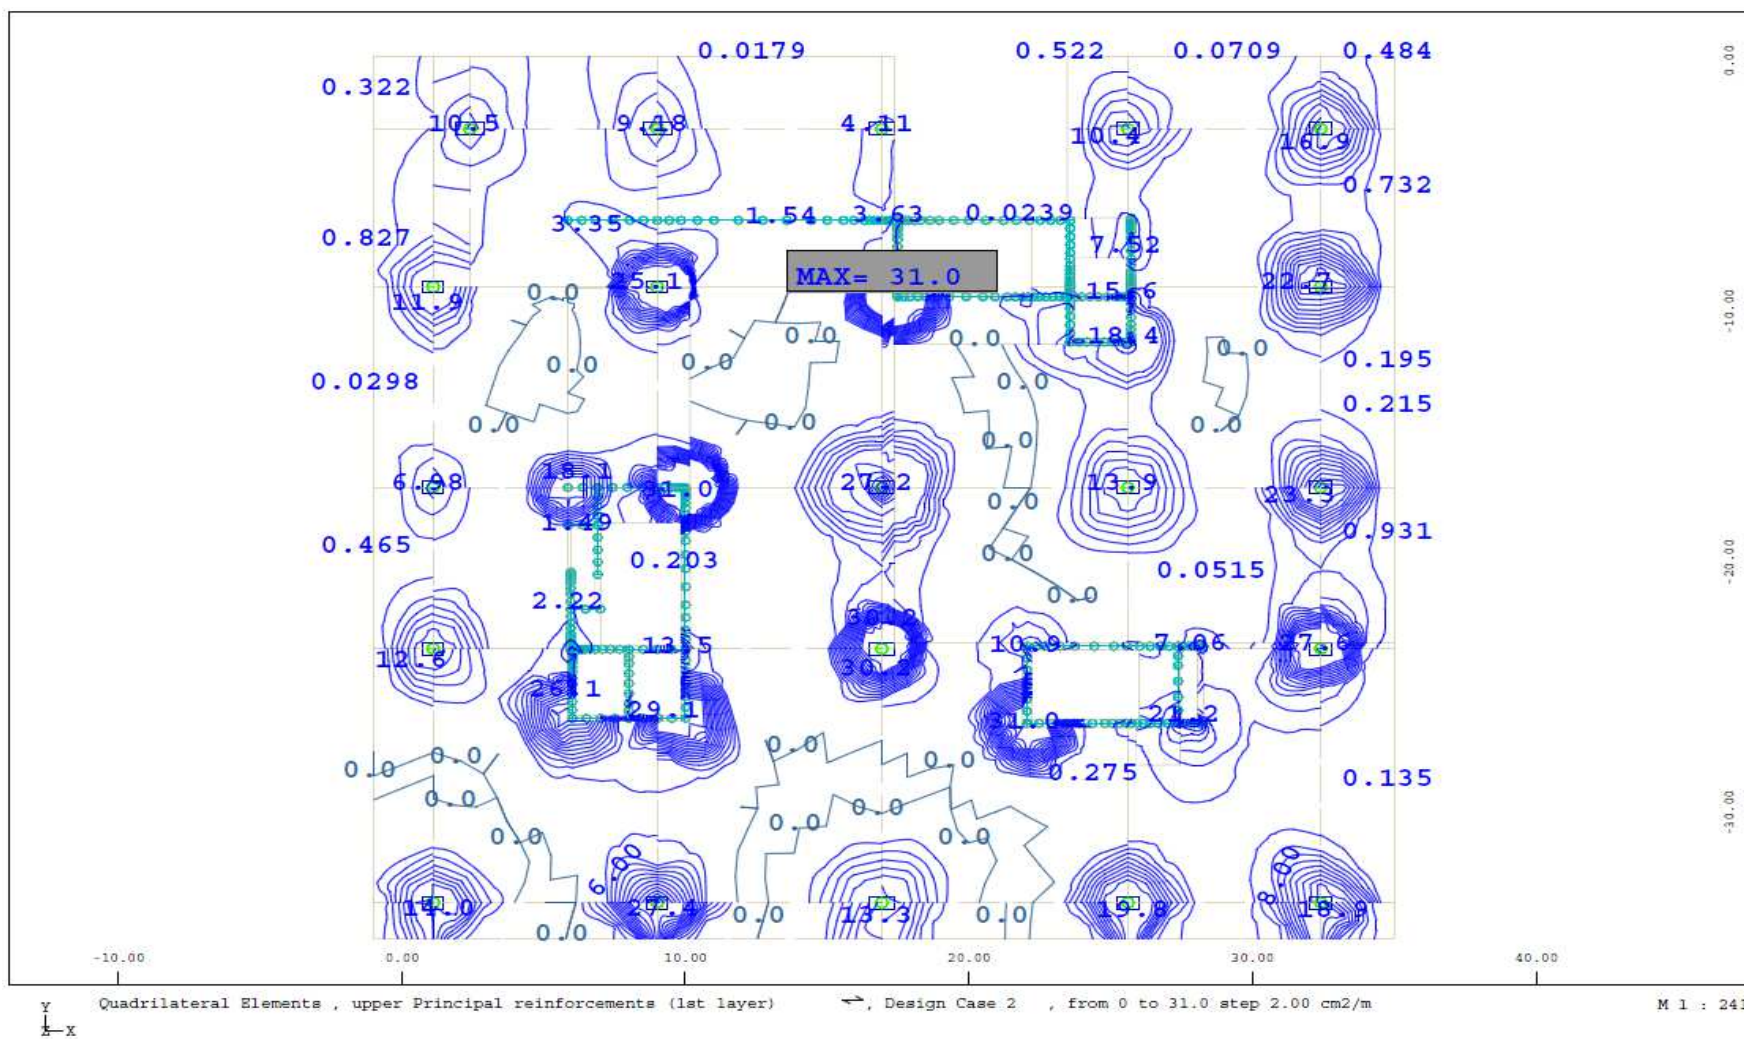 0.0179 0.522 0.0709 0.484
0.00
0.322
10.5 9.18 4.11 10.4 16.9
0.732
3.35 1.54 3.63 0.0239
0.827 7.52
MAX= 31.0
11.9 25.1 0.0 15.6 22.7
-10.00
0.0 0.0 18.4 0.0
0.0 0.0 0.195
0.0298 0.0 0.215
0.0 0.0 0.0
0.0
6.98 18.1 31.0 27.2 13.9 23.3
0.0
1.49 0.931
0.465 0.203 0.0 0.0515
-20.00
2.22 30.2 0.0
12.6 13.5 30.2 10.9 7.06 27.6
26.1
29.1 31.0 21.2
0.0 0.0 0.0 0.0 0.275 0.135
0.0 0.0
-30.00
0.0 0.0 0.0
6.00 8.00
14.0 27.4 0.0 13.3 0.0 19.8 18.9
0.0
-10.00 0.00 10.00 20.00 30.00 40.00
Y
Z X
Quadrilateral Elements , upper Principal reinforcements (1st layer) , Design Case 2 , from 0 to 31.0 step 2.00 cm2/m
M 1 : 241